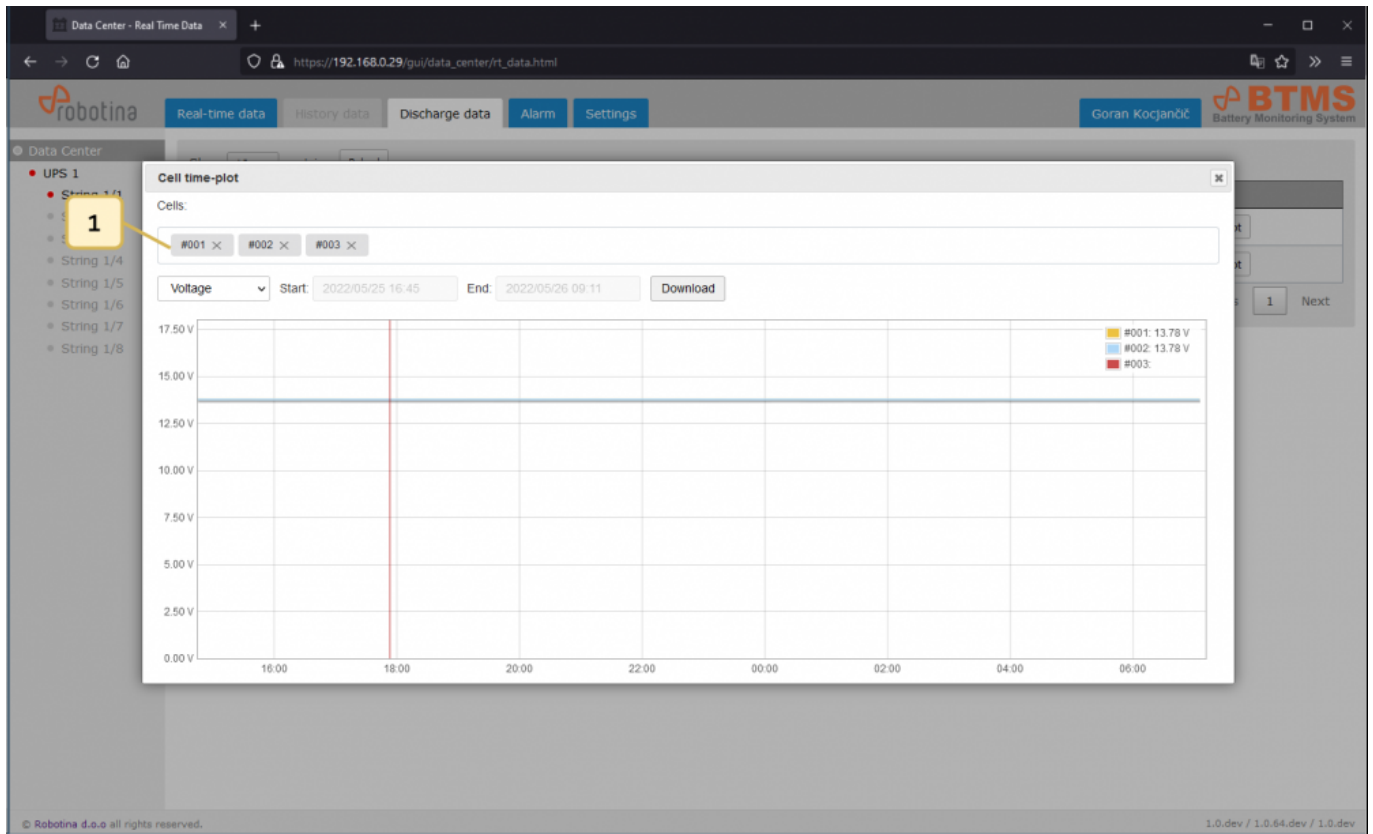 Data Center - Real Time Data
https://192.168.0.29/gui/data_center/rt_data.html
robotina
Real-time data
History data
Discharge data
Alarm
Settings
Goran Kocjančič
BTMS
Battery Monitoring System
Data Center
UPS 1
String 1/1
String 1/4
String 1/5
String 1/6
String 1/7
String 1/8
1
Cell time-plot
Cells:
#001 #002 #003
Voltage Start: 2022/05/25 16:45 End: 2022/05/26 09:11 Download
1 Next
17.50 V
15.00 V
12.50 V
10.00 V
7.50 V
5.00 V
2.50 V
0.00 V
#001: 13.78 V
#002: 13.78 V
#003:
16:00 18:00 20:00 22:00 00:00 02:00 04:00 06:00
© Robotina d.o.o all rights reserved.
1.0.dev / 1.0.64.dev / 1.0.dev